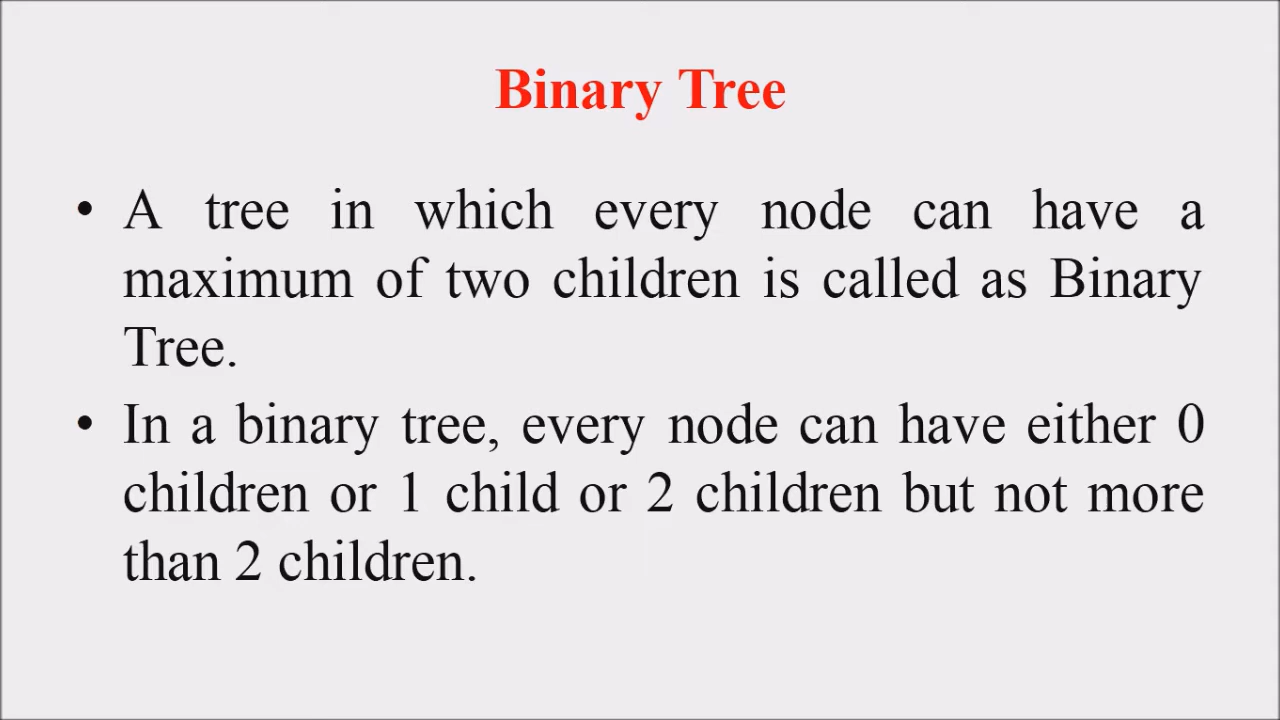 Binary Tree
• A tree in which every node can have a
maximum of two children is called as Binary
Tree.
• In a binary tree, every node can have either 0
children or 1 child or 2 children but not more
than 2 children.